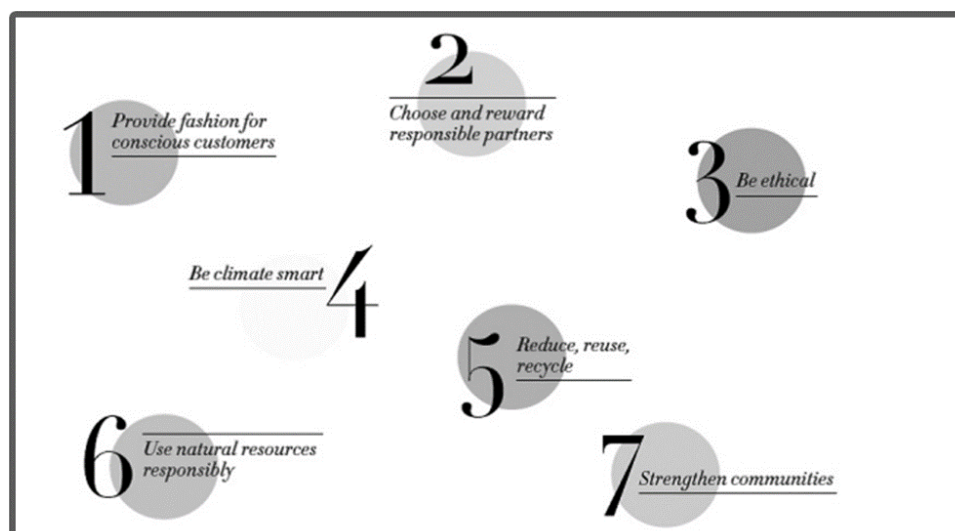 1
Provide fashion for
conscious customers
2
Choose and reward
responsible partners
3
Be ethical
Be climate smart
4
5
Reduce, reuse,
recycle
6
Use natural resources
responsibly
7
Strengthen communities